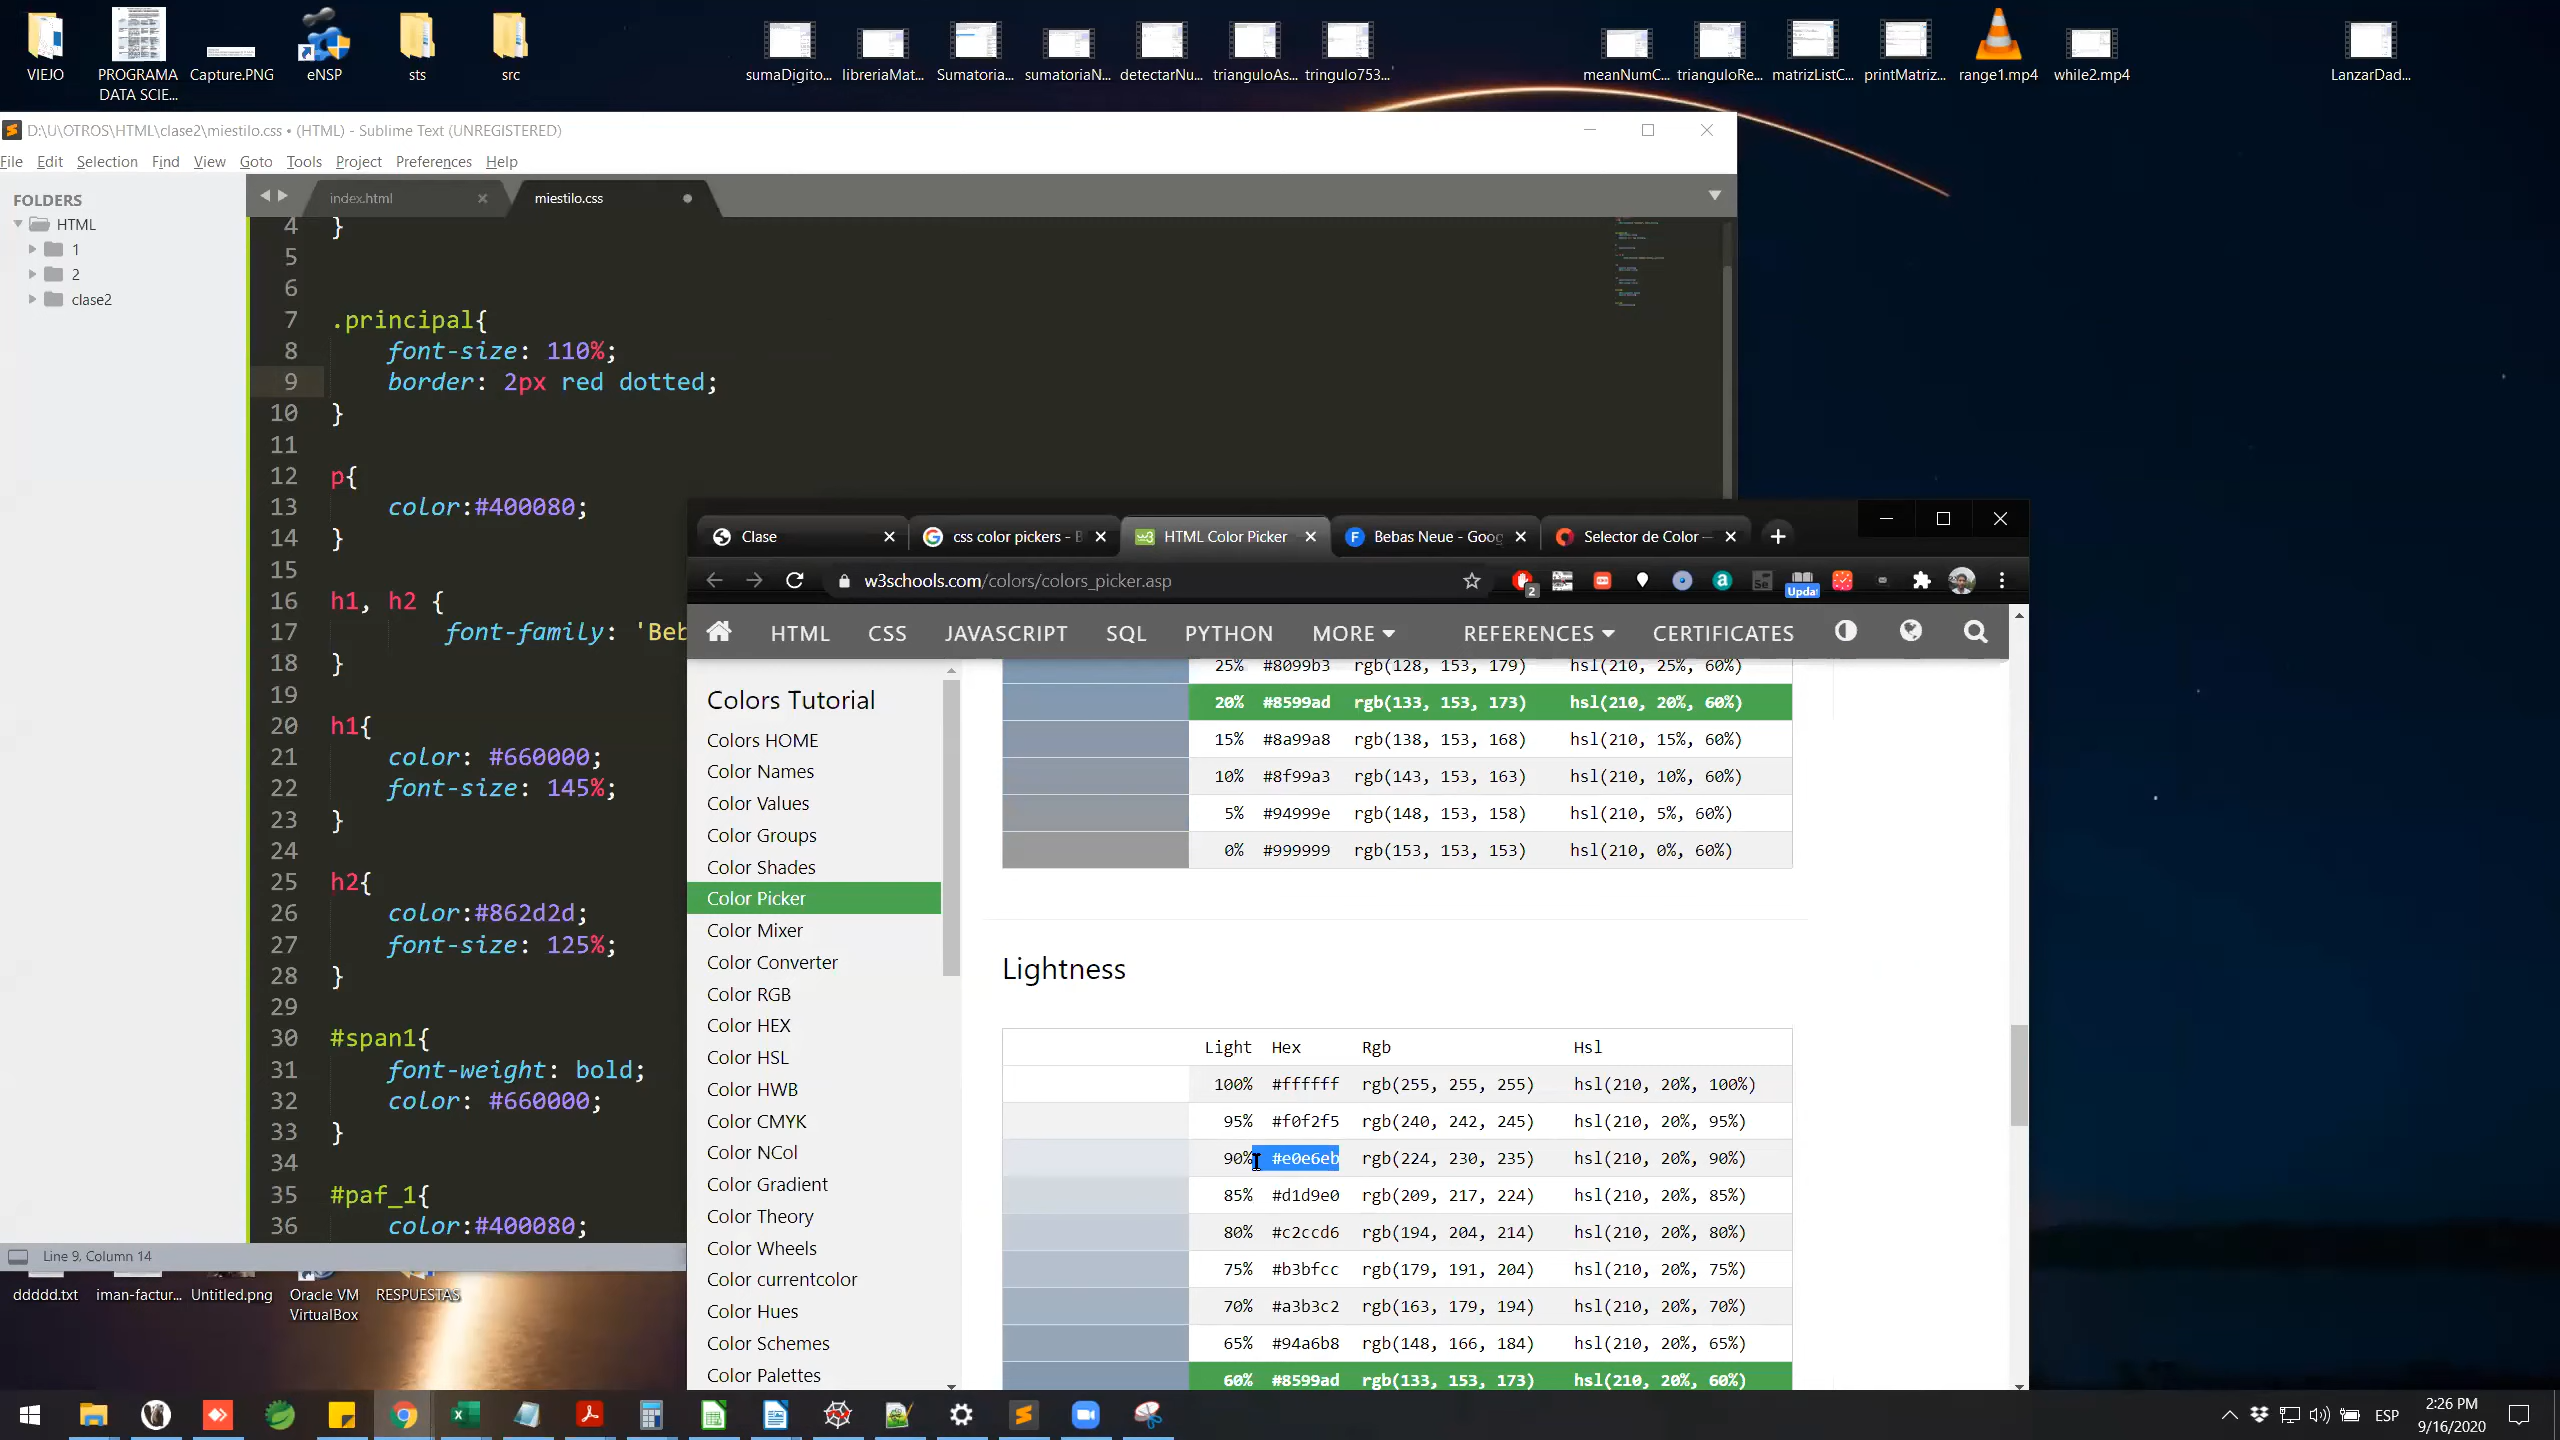 VIEJO
PROGRAMA
DATA SCIE...
Capture.PNG
eNSP
sts
src
sumaDigito...
libreriaMat...
Sumatoria...
sumatoriaN...
detectarNu...
trianguloAs...
tringulo753...
meanNumC...
trianguloRe...
matrizListC...
printMatriz...
range1.mp4
while2.mp4
LanzarDad...
D:\U\OTROS\HTML\clase2\miestilo.css • (HTML) - Sublime Text (UNREGISTERED)
File Edit Selection Find View Goto Tools Project Preferences Help
FOLDERS
HTML
1
2
clase2
index.html
miestilo.css
4 }
5
6
7 .principal{
8 font-size: 110%;
9 border: 2px red dotted;
10 }
11
12 p{
13 color:#400080;
14 }
15
16 h1, h2 {
17 font-family: 'Beb
18 }
19
20 h1{
21 color: #660000;
22 font-size: 145%;
23 }
24
25 h2{
26 color:#862d2d;
27 font-size: 125%;
28 }
29
30 #span1{
31 font-weight: bold;
32 color: #660000;
33 }
34
35 #paf_1{
36 color:#400080;
Line 9, Column 14
Clase
css color pickers - B
HTML Color Picker
Bebas Neue - Goog
Selector de Color —
w3schools.com/colors/colors_picker.asp
2
Se
Updat
HTML CSS JAVASCRIPT SQL PYTHON MORE REFERENCES CERTIFICATES
Colors Tutorial
Colors HOME
Color Names
Color Values
Color Groups
Color Shades
Color Picker
Color Mixer
Color Converter
Color RGB
Color HEX
Color HSL
Color HWB
Color CMYK
Color NCol
Color Gradient
Color Theory
Color Wheels
Color currentcolor
Color Hues
Color Schemes
Color Palettes
25% #8099b3 rgb(128, 153, 179) hsl(210, 25%, 60%)
20% #8599ad rgb(133, 153, 173) hsl(210, 20%, 60%)
15% #8a99a8 rgb(138, 153, 168) hsl(210, 15%, 60%)
10% #8f99a3 rgb(143, 153, 163) hsl(210, 10%, 60%)
5% #94999e rgb(148, 153, 158) hsl(210, 5%, 60%)
0% #999999 rgb(153, 153, 153) hsl(210, 0%, 60%)
Lightness
Light Hex Rgb Hsl
100% #ffffff rgb(255, 255, 255) hsl(210, 20%, 100%)
95% #f0f2f5 rgb(240, 242, 245) hsl(210, 20%, 95%)
90% #e0e6eb rgb(224, 230, 235) hsl(210, 20%, 90%)
85% #d1d9e0 rgb(209, 217, 224) hsl(210, 20%, 85%)
80% #c2ccd6 rgb(194, 204, 214) hsl(210, 20%, 80%)
75% #b3bfcc rgb(179, 191, 204) hsl(210, 20%, 75%)
70% #a3b3c2 rgb(163, 179, 194) hsl(210, 20%, 70%)
65% #94a6b8 rgb(148, 166, 184) hsl(210, 20%, 65%)
60% #8599ad rgb(133, 153, 173) hsl(210, 20%, 60%)
ddddd.txt
iman-factur...
Untitled.png
Oracle VM
VirtualBox
RESPUESTAS
ESP
2:26 PM
9/16/2020